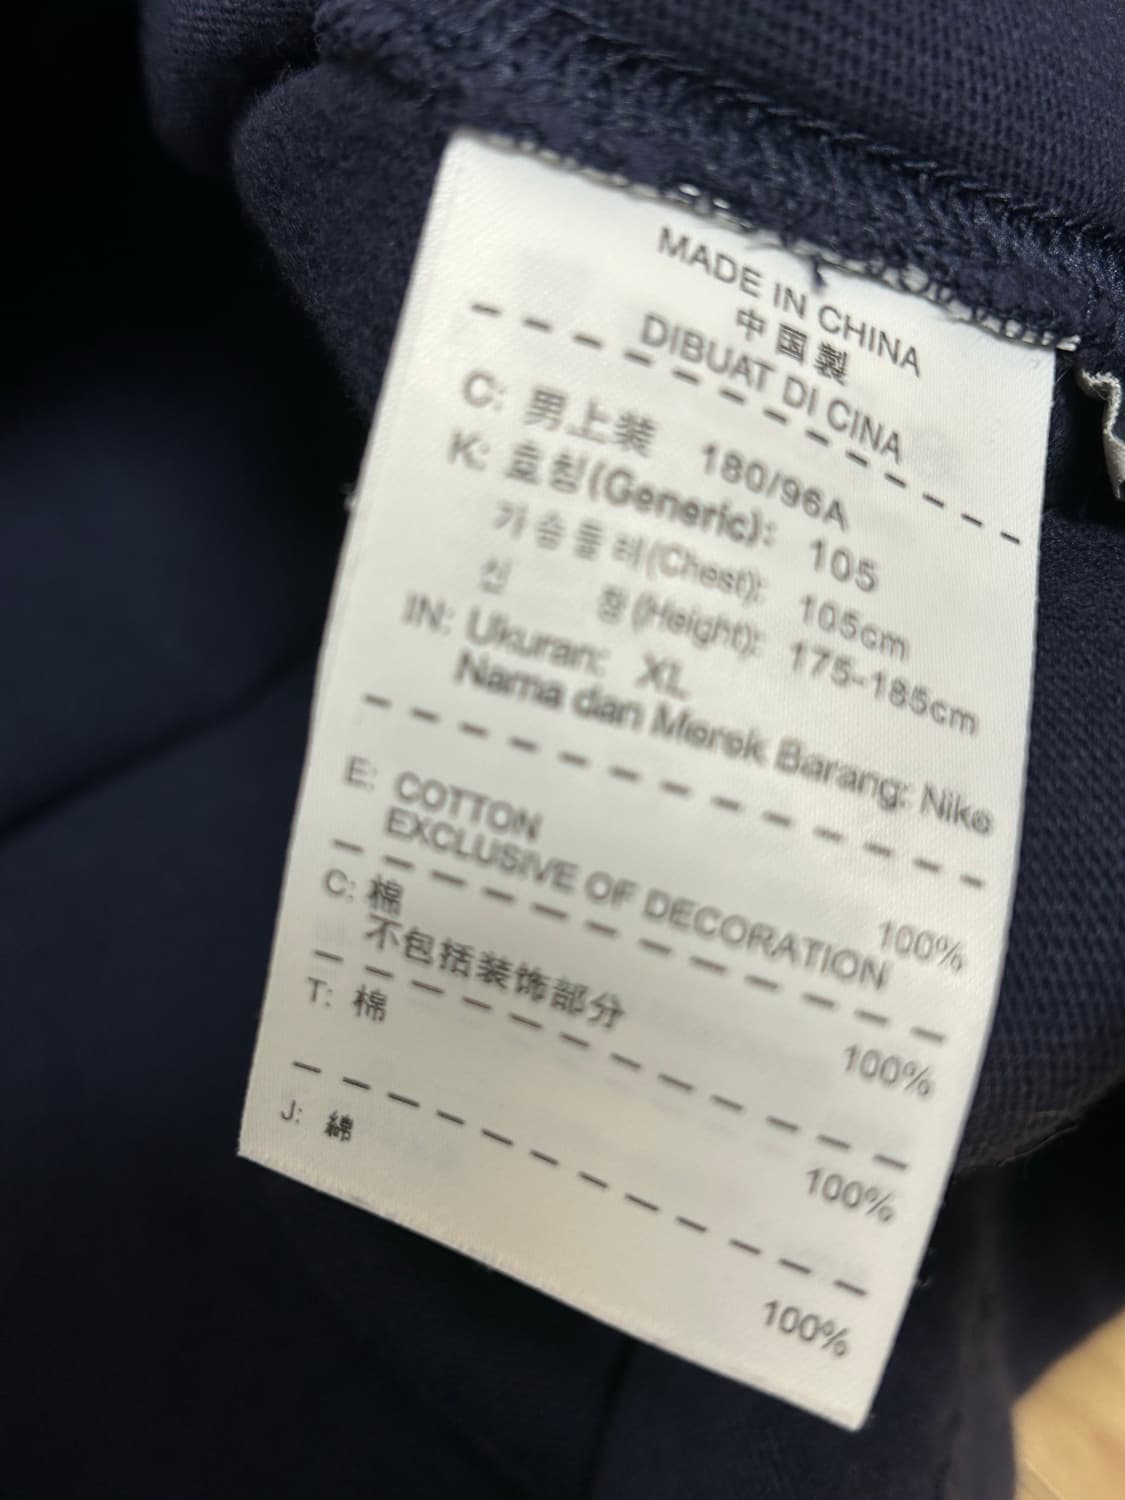 MADE IN CHINA
中国製
DIBUAT DI CINA
C: 男上装 180/96A
K: 호칭(Generic): 105
가슴둘레(Chest): 105cm
신 장(Height): 175-185cm
IN: Ukuran: XL
Nama dan Merek Barang: Nike
E: COTTON 100%
EXCLUSIVE OF DECORATION
C: 棉 100%
不包括装饰部分
T: 棉 100%
J: 綿 100%